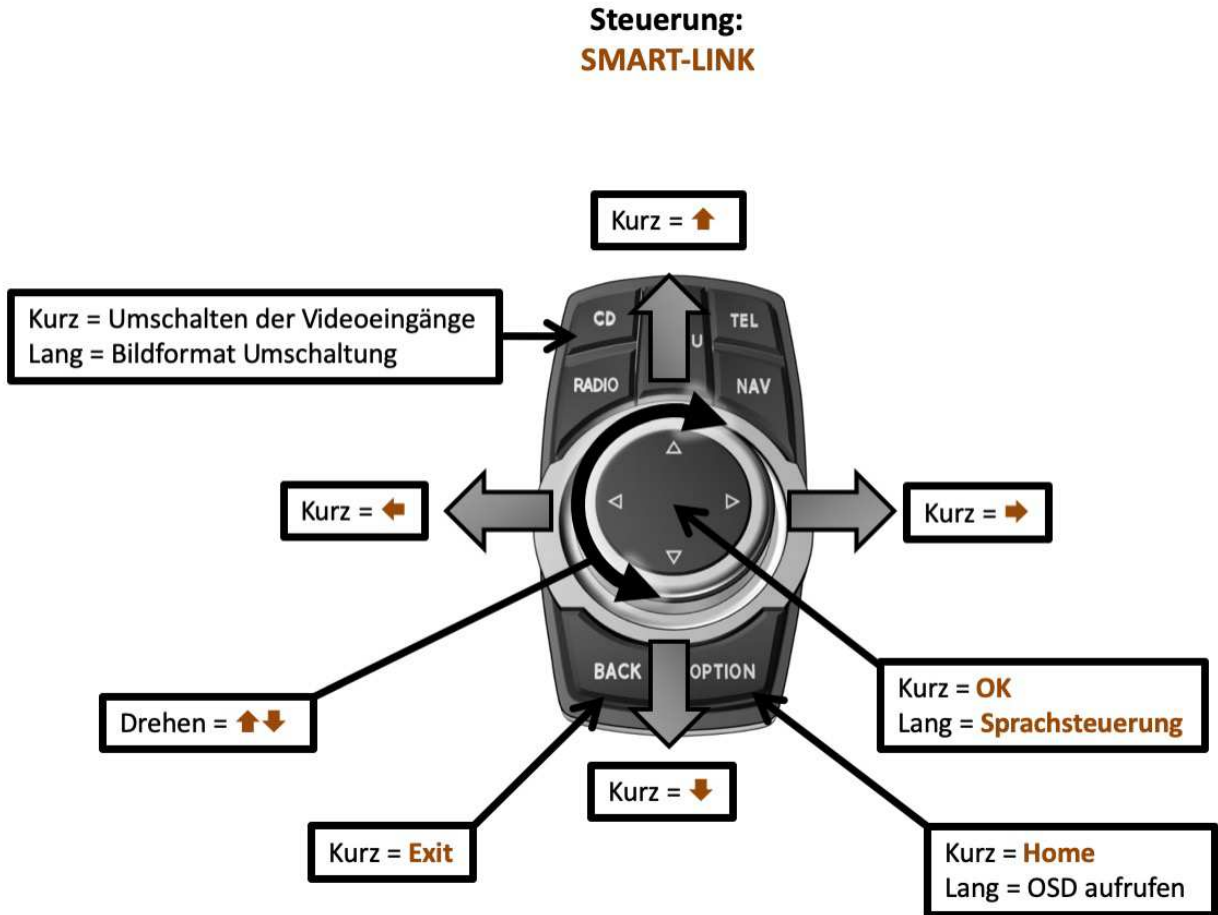 Steuerung:
SMART-LINK
Kurz = ⬆
Kurz = Umschalten der Videoeingänge
Lang = Bildformat Umschaltung
CD
U
TEL
RADIO
NAV
Kurz = ⬅
Kurz = ➡
BACK
OPTION
Drehen = ⬆⬇
Kurz = OK
Lang = Sprachsteuerung
Kurz = ⬇
Kurz = Exit
Kurz = Home
Lang = OSD aufrufen